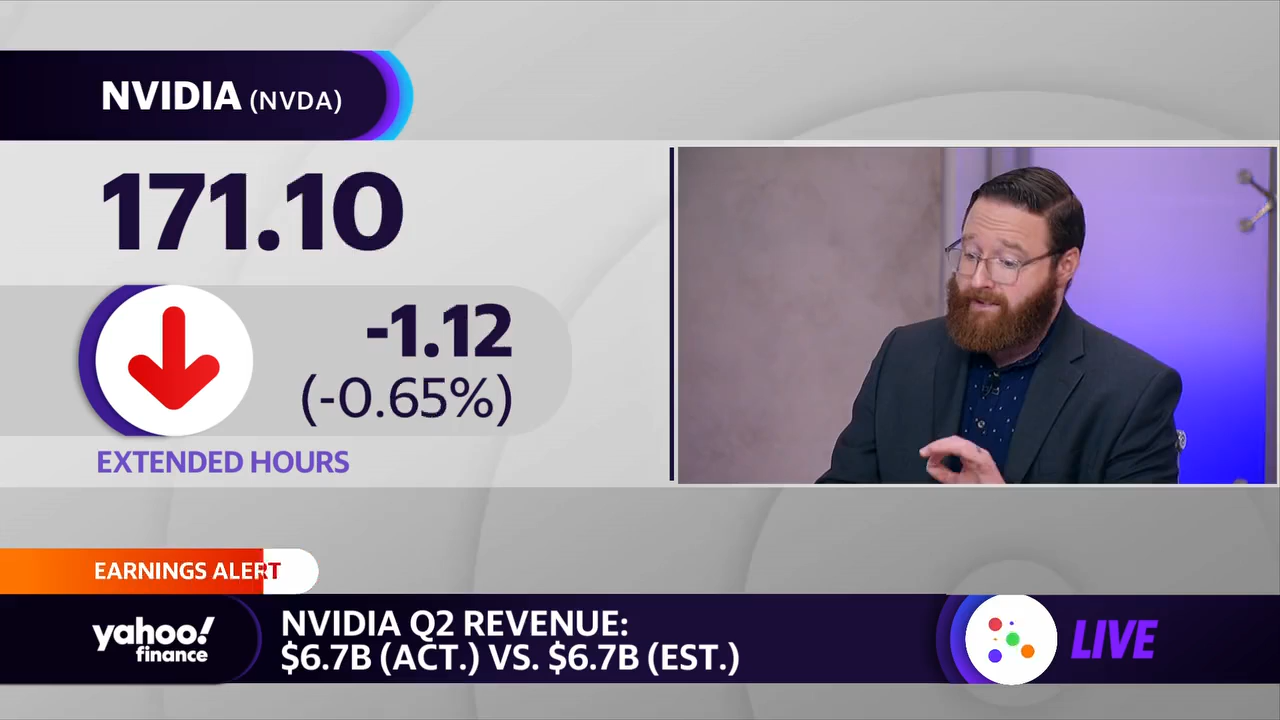 NVIDIA (NVDA)
171.10
-1.12
(-0.65%)
EXTENDED HOURS
EARNINGS ALERT
yahoo!
finance
NVIDIA Q2 REVENUE:
$6.7B (ACT.) VS. $6.7B (EST.)
LIVE